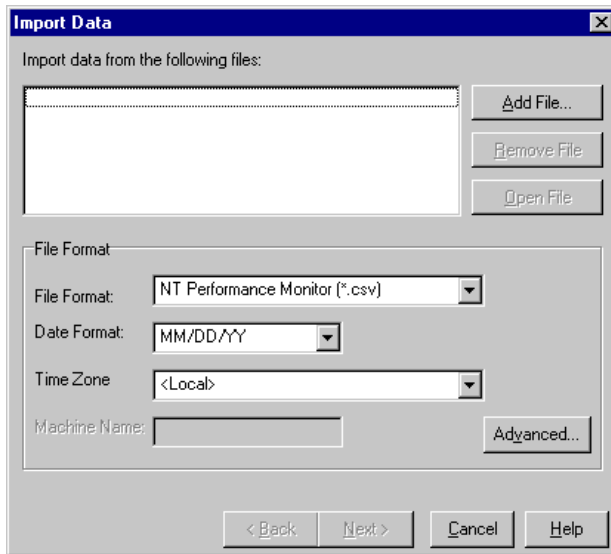 Import Data
Import data from the following files:
Add File...
Remove File
Open File
File Format
File Format:
NT Performance Monitor (*.csv)
Date Format:
MM/DD/YY
Time Zone
<Local>
Machine Name:
Advanced...
< Back
Next >
Cancel
Help